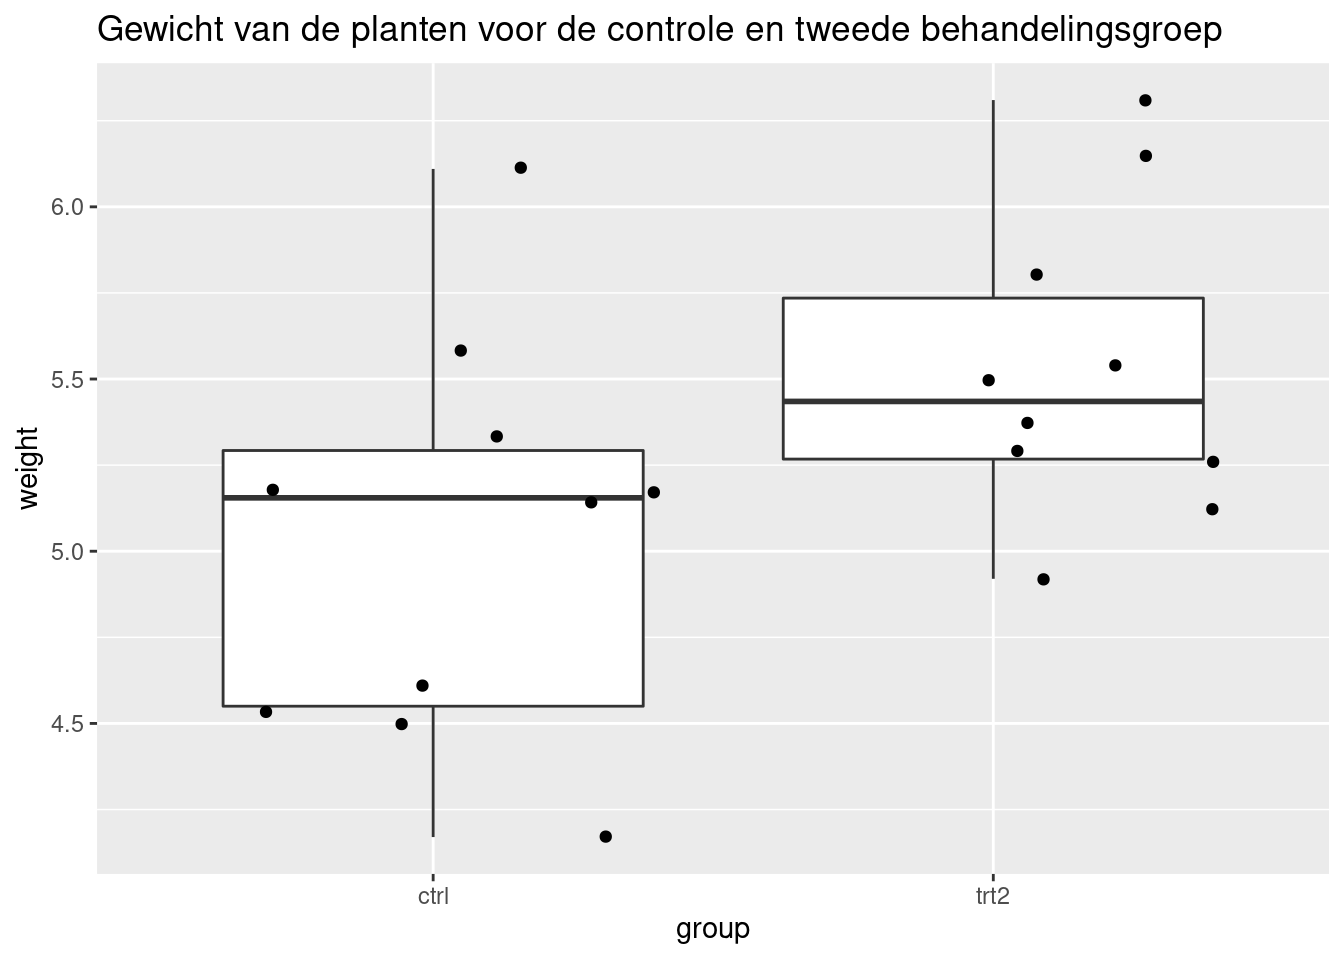 Gewicht van de planten voor de controle en tweede behandelingsgroep
weight
6.0
5.5
5.0
4.5
ctrl
trt2
group